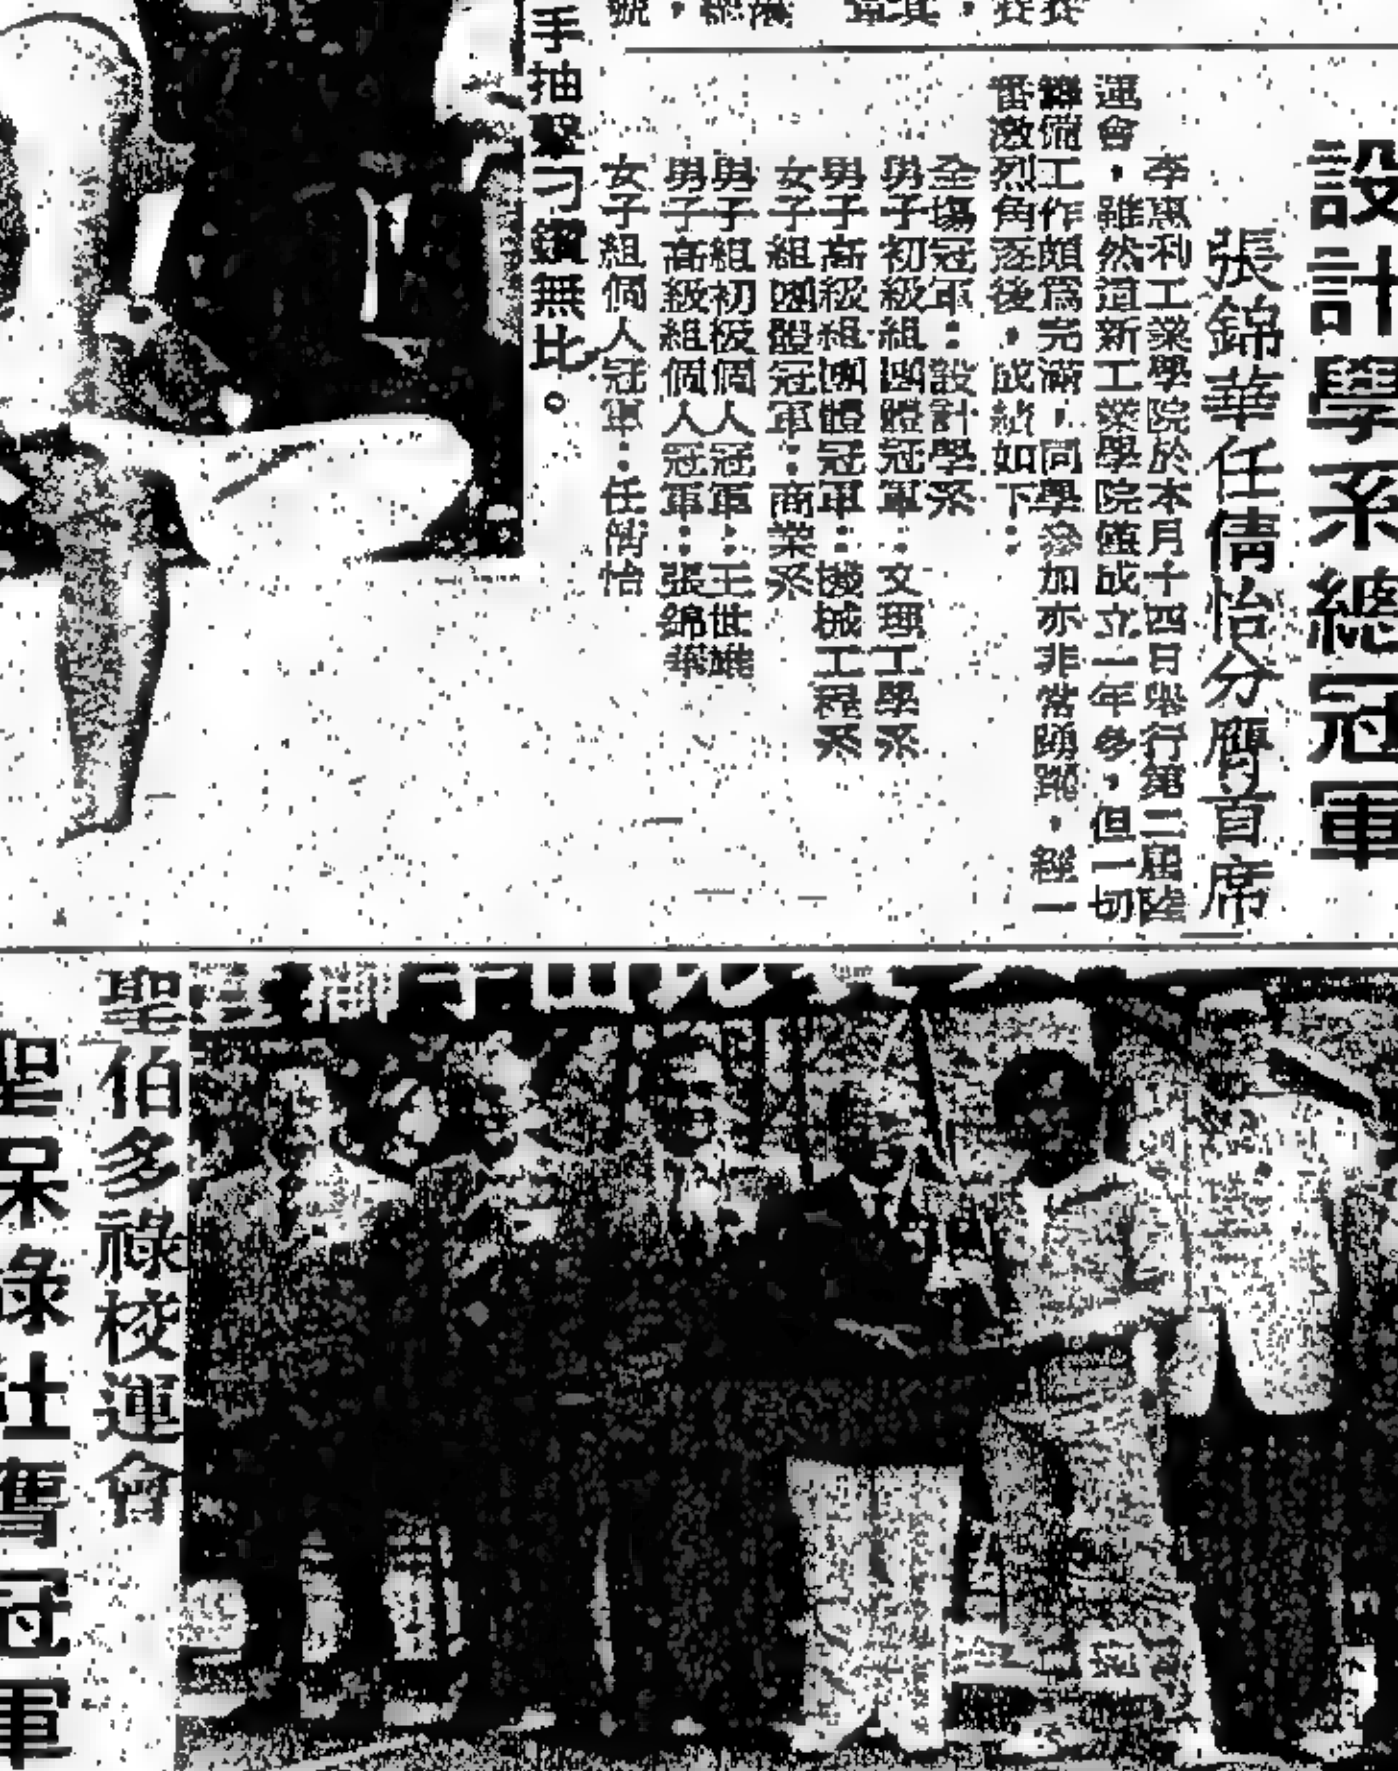 設計學系總冠軍
張錦華任倩怡分膺首席
李惠利工業學院於本月十四日舉行第二屆陸
運會，雖然這新工業學院僅成立一年多，但一切
籌備工作頗為完滿，同學參加亦非常踴躍，經一
番激烈角逐後，成績如下：
全場冠軍：設計學系
男子初級組團體冠軍：文理工學系
男子高級組團體冠軍：機械工程系
女子組團體冠軍：商業系
男子組初級個人冠軍：王世雄
男子高級組個人冠軍：張錦華
女子組個人冠軍：任倩怡
手抽擊刁鑽無比。
聖伯多祿校運會
聖呆祿社奪冠軍